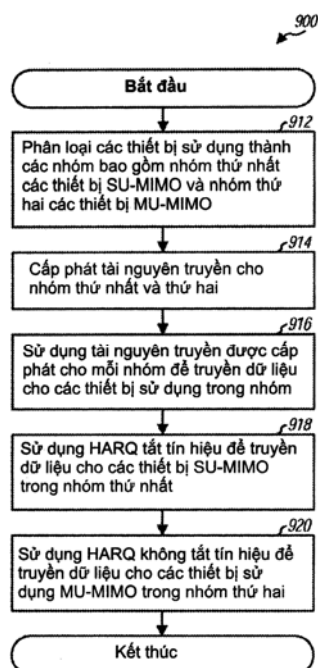 900
Bắt đầu
912
Phân loại các thiết bị sử dụng thành
các nhóm bao gồm nhóm thứ nhất
các thiết bị SU-MIMO và nhóm thứ
hai các thiết bị MU-MIMO
914
Cấp phát tài nguyên truyền cho
nhóm thứ nhất và thứ hai
916
Sử dụng tài nguyên truyền được cấp
phát cho mỗi nhóm để truyền dữ liệu
cho các thiết bị sử dụng trong nhóm
918
Sử dụng HARQ tắt tín hiệu để truyền
dữ liệu cho các thiết bị SU-MIMO
trong nhóm thứ nhất
920
Sử dụng HARQ không tắt tín hiệu để
truyền dữ liệu cho các thiết bị sử
dụng MU-MIMO trong nhóm thứ hai
Kết thúc